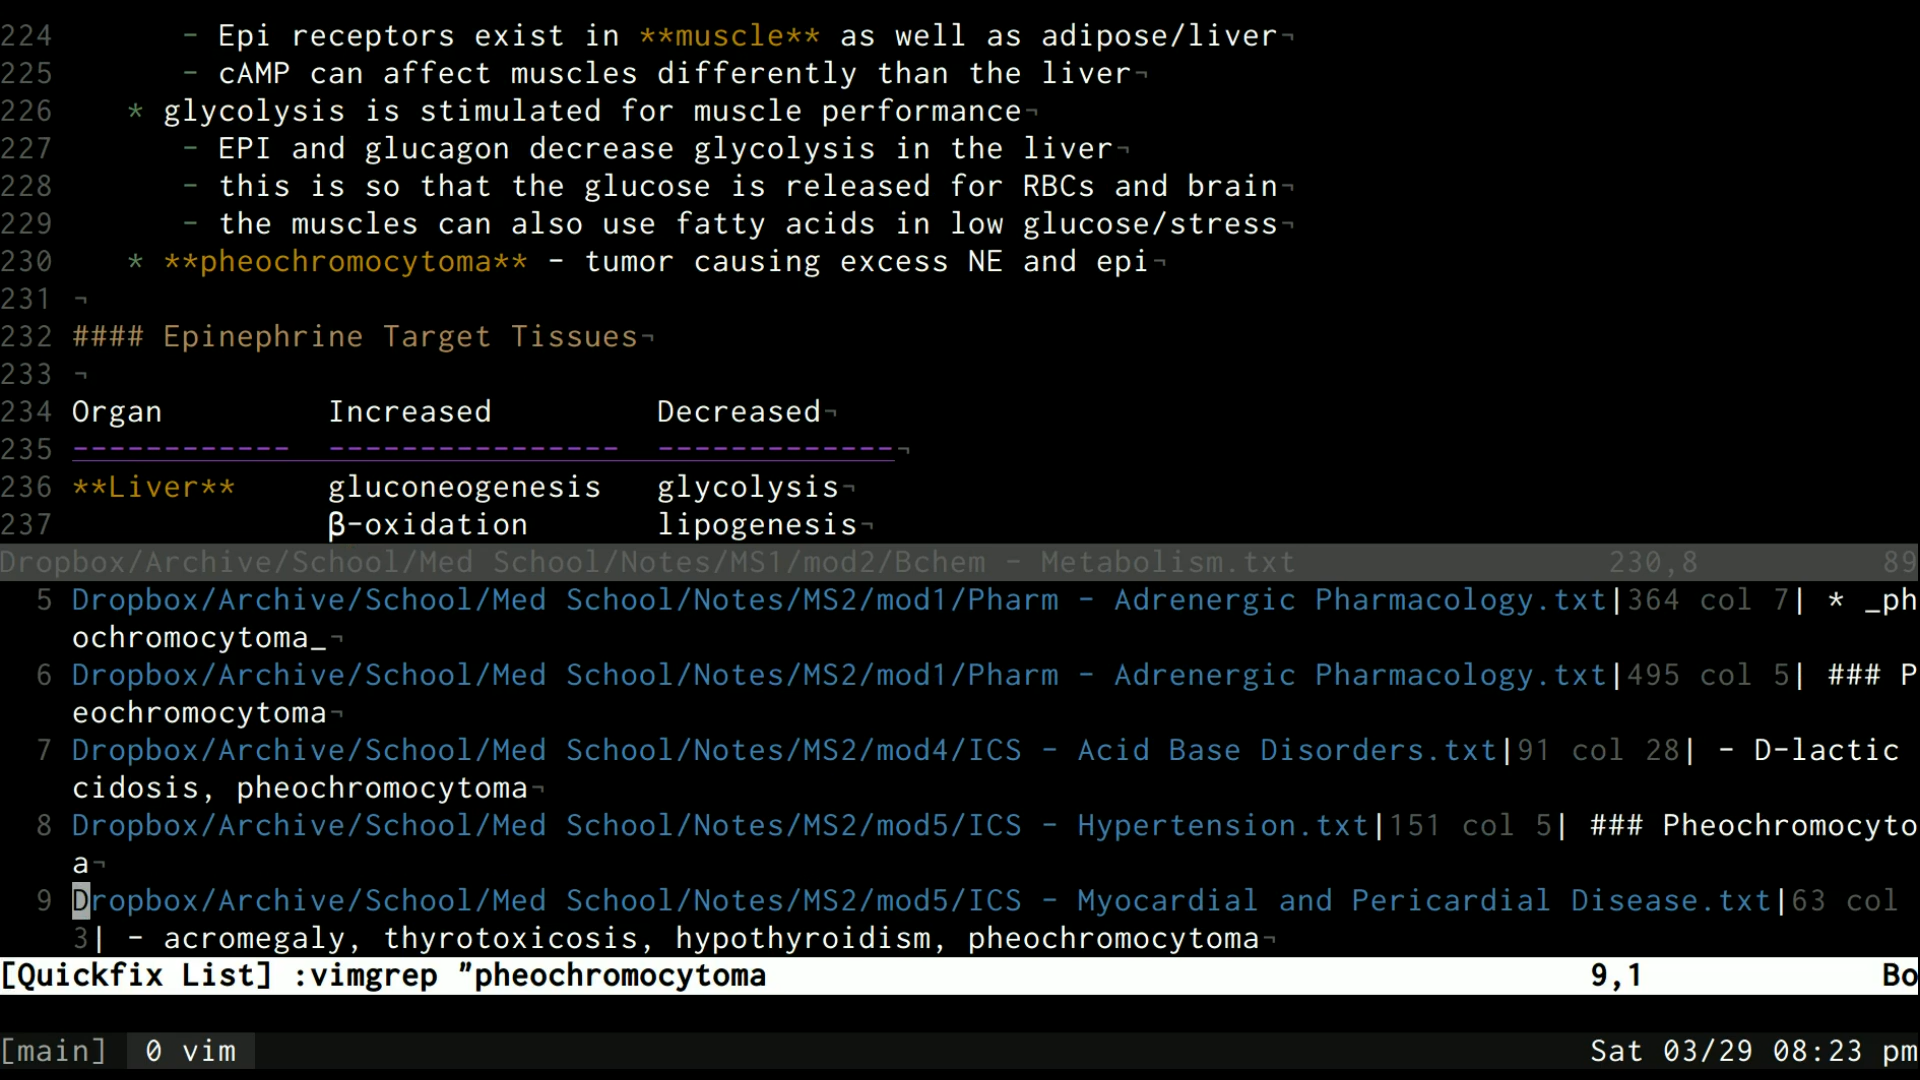 224       - Epi receptors exist in **muscle** as well as adipose/liver¬
225       - cAMP can affect muscles differently than the liver¬
226    * glycolysis is stimulated for muscle performance¬
227       - EPI and glucagon decrease glycolysis in the liver¬
228       - this is so that the glucose is released for RBCs and brain¬
229       - the muscles can also use fatty acids in low glucose/stress¬
230    * **pheochromocytoma** - tumor causing excess NE and epi¬
231 ¬
232 #### Epinephrine Target Tissues¬
233 ¬
234 Organ         Increased         Decreased¬
235 ------------  ----------------  -------------¬
236 **Liver**     gluconeogenesis   glycolysis¬
237               β-oxidation       lipogenesis¬
Dropbox/Archive/School/Med School/Notes/MS1/mod2/Bchem - Metabolism.txt 230,8 89
5 Dropbox/Archive/School/Med School/Notes/MS2/mod1/Pharm - Adrenergic Pharmacology.txt|364 col 7| * _ph
ochromocytoma_¬
6 Dropbox/Archive/School/Med School/Notes/MS2/mod1/Pharm - Adrenergic Pharmacology.txt|495 col 5| ### P
eochromocytoma¬
7 Dropbox/Archive/School/Med School/Notes/MS2/mod4/ICS - Acid Base Disorders.txt|91 col 28| - D-lactic
cidosis, pheochromocytoma¬
8 Dropbox/Archive/School/Med School/Notes/MS2/mod5/ICS - Hypertension.txt|151 col 5| ### Pheochromocyto
a¬
9 Dropbox/Archive/School/Med School/Notes/MS2/mod5/ICS - Myocardial and Pericardial Disease.txt|63 col
3| - acromegaly, thyrotoxicosis, hypothyroidism, pheochromocytoma¬
[Quickfix List] :vimgrep "pheochromocytoma 9,1 Bo
[main] 0 vim Sat 03/29 08:23 pm